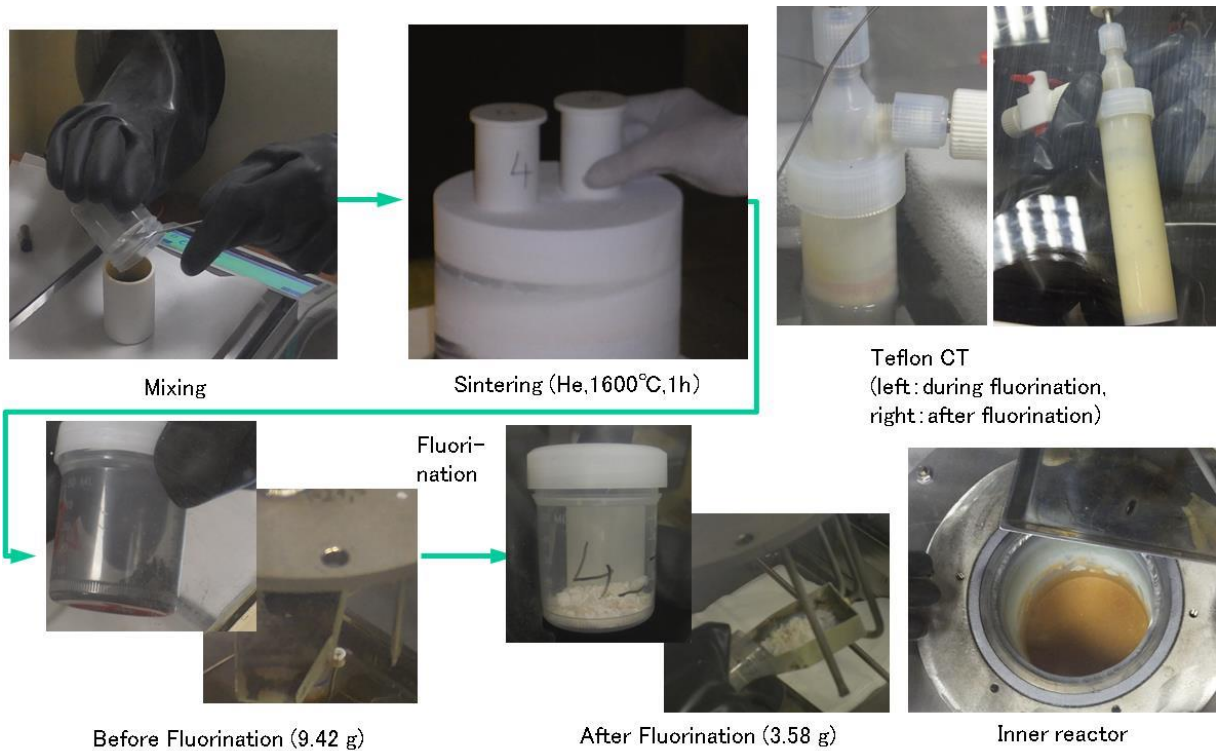 4
Mixing
Sintering (He,1600℃,1h)
Teflon CT
(left:during fluorination,
right:after fluorination)
Fluori-
nation
4
Before Fluorination (9.42 g)
After Fluorination (3.58 g)
Inner reactor